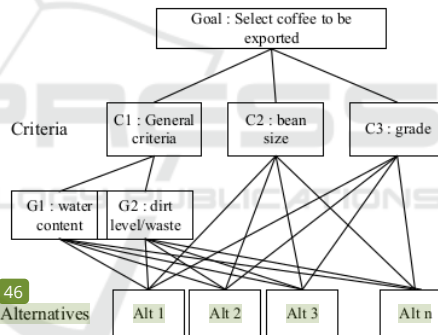 Goal : Select coffee to be
exported
Criteria
C1 : General
criteria
C2 : bean
size
C3 : grade
G1 : water
content
G2 : dirt
level/waste
46
Alternatives
Alt 1
Alt 2
Alt 3
Alt n